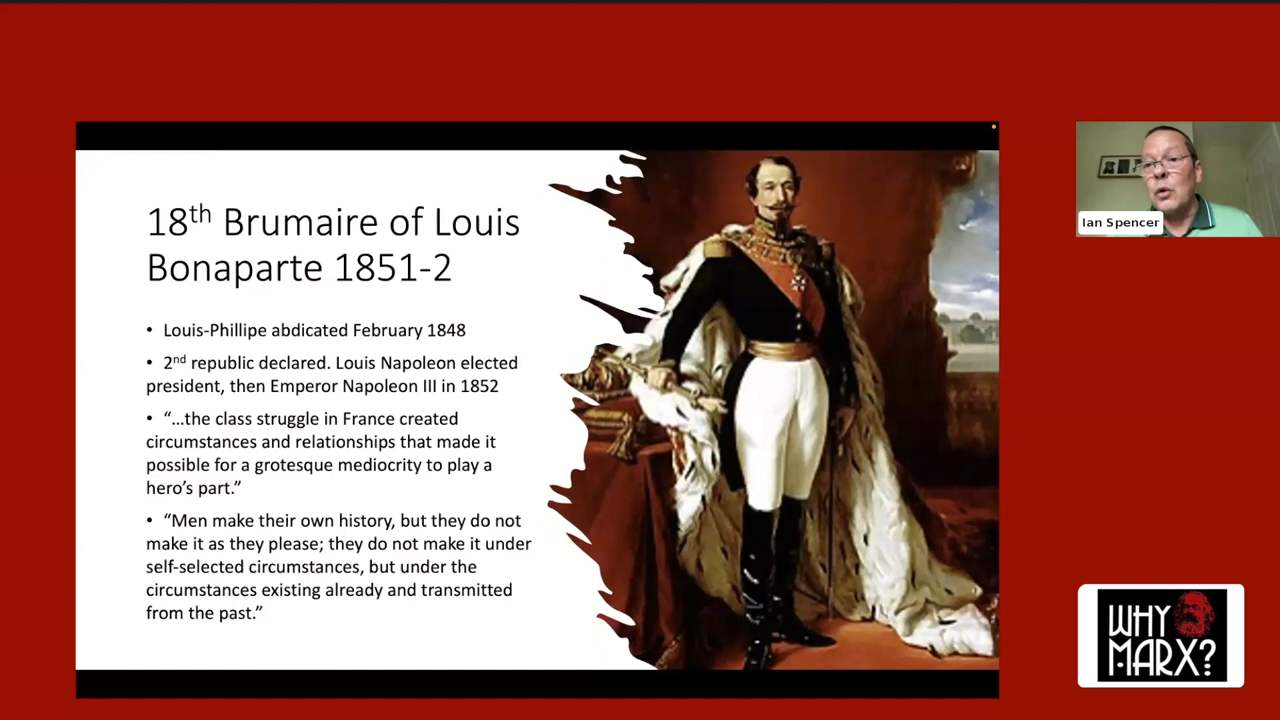 18th Brumaire of Louis
Bonaparte 1851-2
• Louis-Phillipe abdicated February 1848
• 2nd republic declared. Louis Napoleon elected
president, then Emperor Napoleon III in 1852
• “…the class struggle in France created
circumstances and relationships that made it
possible for a grotesque mediocrity to play a
hero’s part.”
• “Men make their own history, but they do not
make it as they please; they do not make it under
self-selected circumstances, but under the
circumstances existing already and transmitted
from the past.”
Ian Spencer
WHY
MARX?